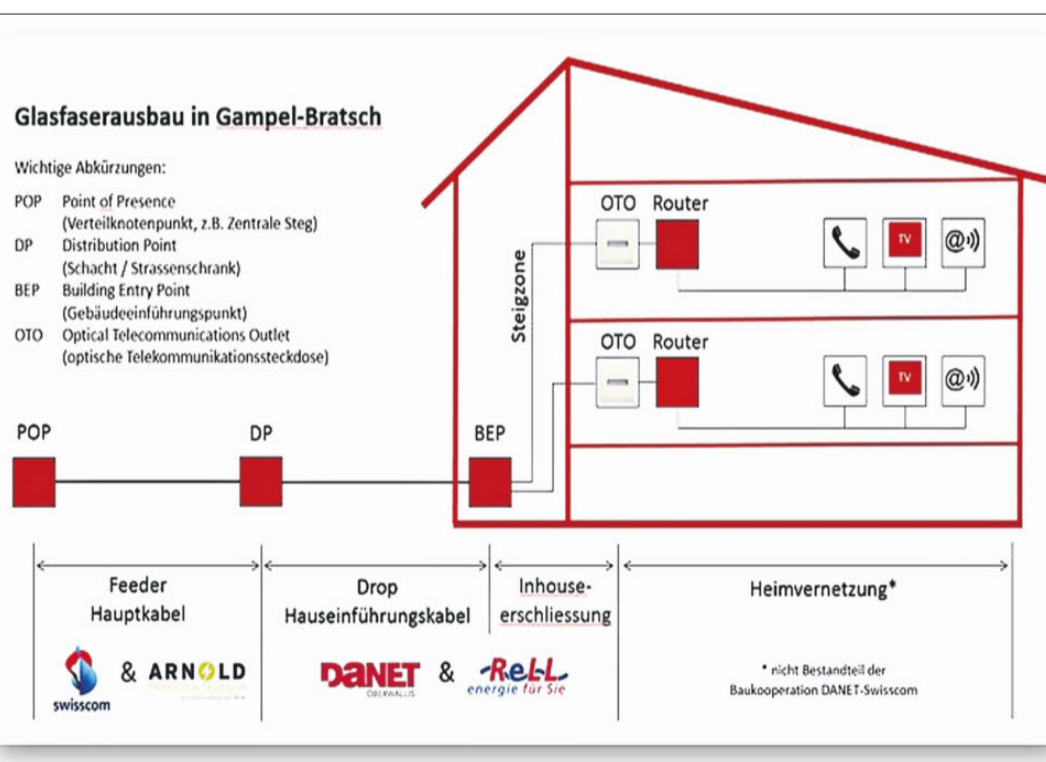 Glasfaserausbau in Gampel-Bratsch
Wichtige Abkürzungen:
POP Point of Presence
(Verteilknotenpunkt, z.B. Zentrale Steg)
DP Distribution Point
(Schacht / Strassenschrank)
BEP Building Entry Point
(Gebäudeeinführungspunkt)
OTO Optical Telecommunications Outlet
(optische Telekommunikationssteckdose)
OTO Router
TV @
Steigzone
OTO Router
TV @
POP DP BEP
Feeder
Hauptkabel
Drop
Hauseinführungskabel
Inhouse-
erschliessung
Heimvernetzung*
swisscom
& ARNOLD
DANET
OBERWALLIS
& ReLL
energie für Sie
* nicht Bestandteil der
Baukooperation DANET-Swisscom